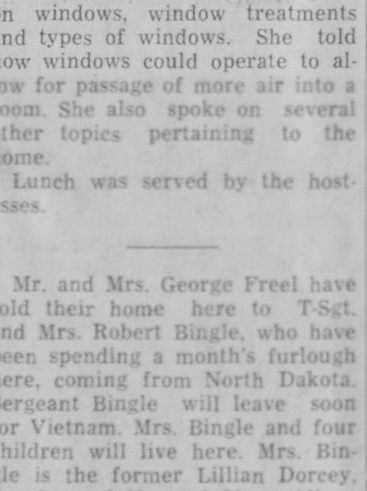 n windows, window treatments
nd types of windows. She told
ow windows could operate to al-
ow for passage of more air into a
oom. She also spoke on several
ther topics pertaining to the
ome.
Lunch was served by the host-
sses.
Mr. and Mrs. George Freel have
old their home here to T-Sgt.
nd Mrs. Robert Bingle, who have
een spending a month's furlough
ere, coming from North Dakota.
ergeant Bingle will leave soon
or Vietnam. Mrs. Bingle and four
hildren will live here. Mrs. Bin-
gle is the former Lillian Dorcey,